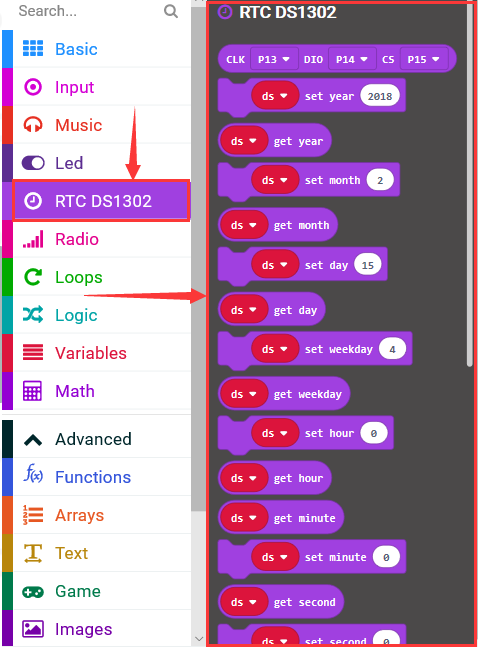 Search...
Basic
Input
Music
Led
RTC DS1302
Radio
Loops
Logic
Variables
Math
Advanced
Functions
Arrays
Text
Game
Images
RTC DS1302
CLK P13 DIO P14 CS P15
ds set year 2018
ds get year
ds set month 2
ds get month
ds set day 15
ds get day
ds set weekday 4
ds get weekday
ds set hour 0
ds get hour
ds get minute
ds set minute 0
ds get second
ds set second 0